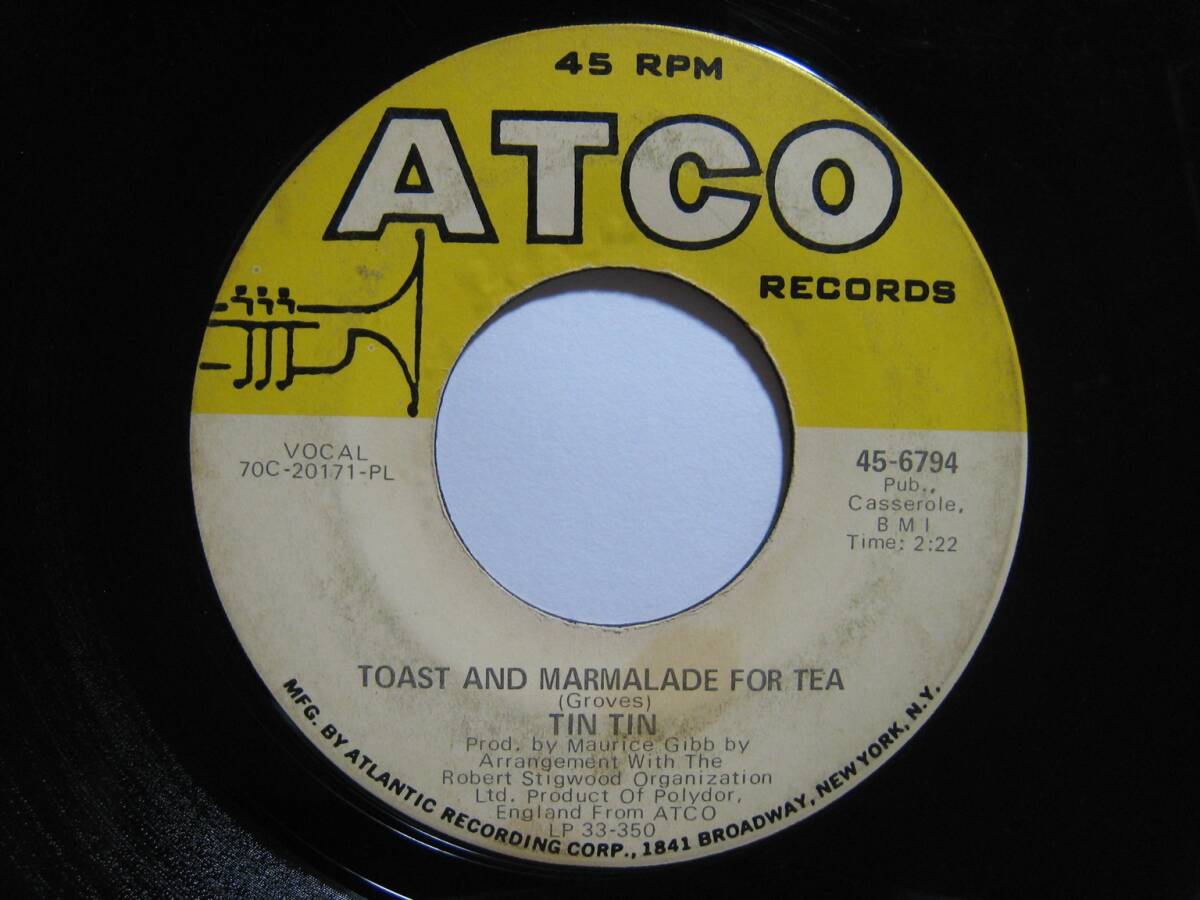 45 RPM
ATCO
RECORDS
VOCAL
70C-20171-PL
45-6794
Pub.,
Casserole,
B M I
Time: 2:22
TOAST AND MARMALADE FOR TEA
(Groves)
TIN TIN
Prod. by Maurice Gibb by
Arrangement With The
Robert Stigwood Organization
Ltd. Product Of Polydor,
England From ATCO
LP 33-350
MFG. BY ATLANTIC RECORDING CORP., 1841 BROADWAY, NEW YORK, N.Y.